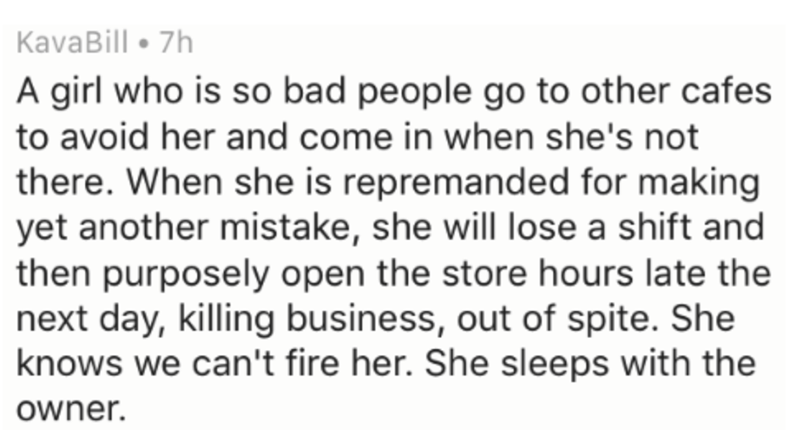 KavaBill • 7h
A girl who is so bad people go to other cafes
to avoid her and come in when she's not
there. When she is repremanded for making
yet another mistake, she will lose a shift and
then purposely open the store hours late the
next day, killing business, out of spite. She
knows we can't fire her. She sleeps with the
owner.